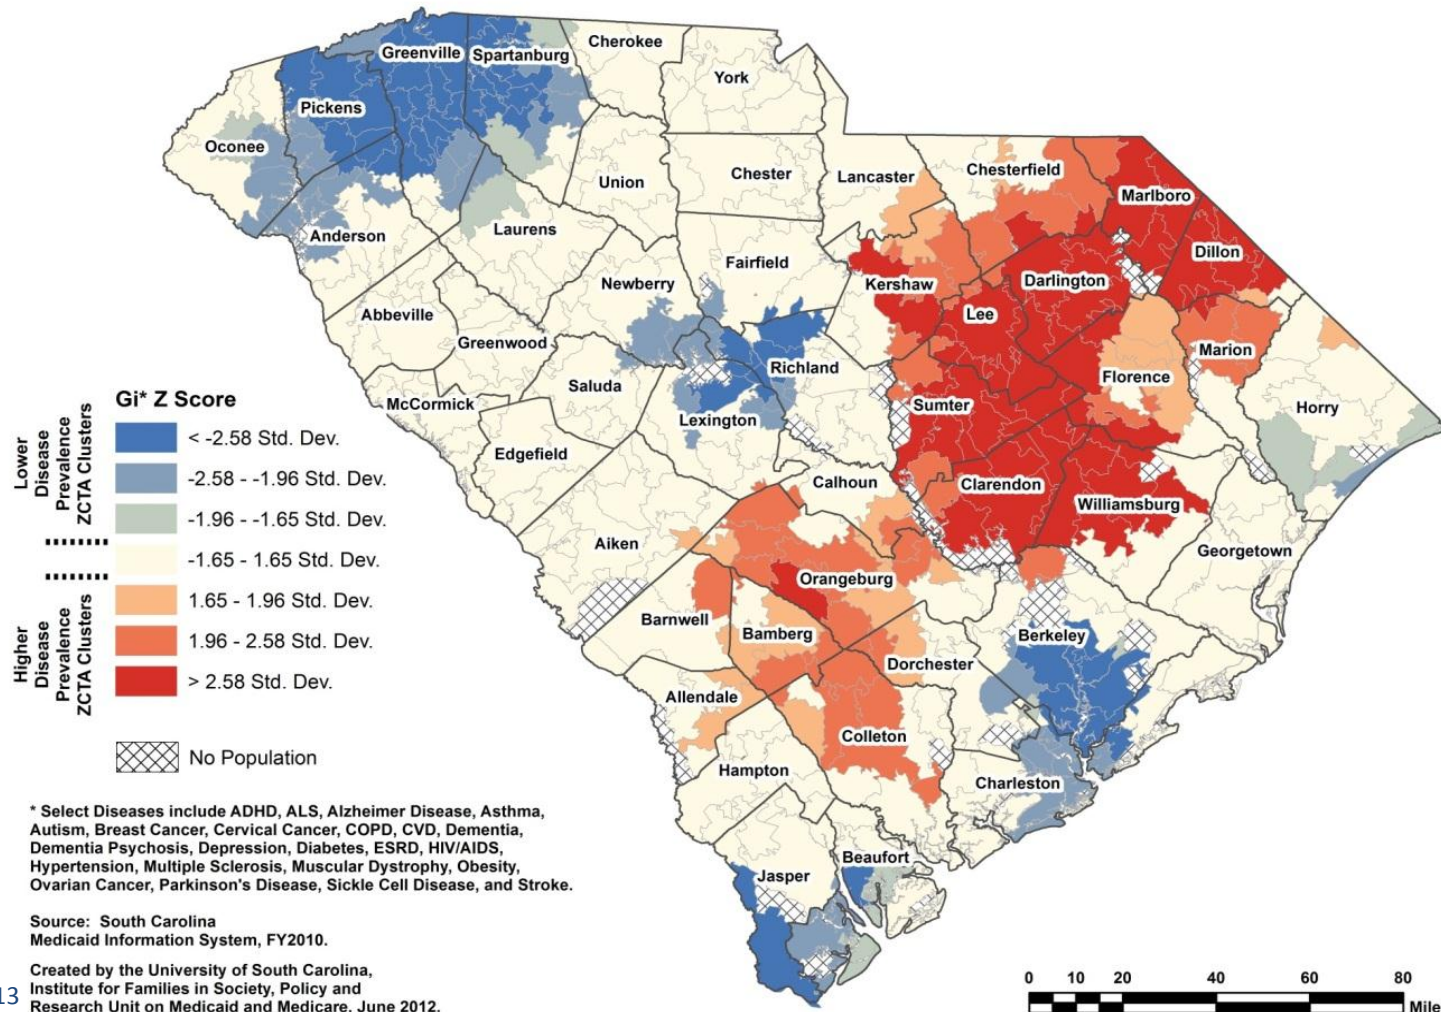 Cherokee
Greenville
Spartanburg
York
Pickens
Oconee
Chester
Lancaster
Chesterfield
Union
Marlboro
Anderson
Laurens
Dillon
Fairfield
Newberry
Kershaw
Darlington
Abbeville
Lee
Greenwood
Marion
Richland
Florence
Saluda
McCormick
Sumter
Horry
Lexington
Edgefield
Calhoun
Clarendon
Williamsburg
Aiken
Georgetown
Orangeburg
Barnwell
Bamberg
Berkeley
Dorchester
Allendale
Colleton
Hampton
Charleston
Beaufort
Jasper
Gi* Z Score
Lower
Disease
Prevalence
ZCTA Clusters
< -2.58 Std. Dev.
-2.58 - -1.96 Std. Dev.
-1.96 - -1.65 Std. Dev.
-1.65 - 1.65 Std. Dev.
Higher
Disease
Prevalence
ZCTA Clusters
1.65 - 1.96 Std. Dev.
1.96 - 2.58 Std. Dev.
> 2.58 Std. Dev.
No Population
* Select Diseases include ADHD, ALS, Alzheimer Disease, Asthma,
Autism, Breast Cancer, Cervical Cancer, COPD, CVD, Dementia,
Dementia Psychosis, Depression, Diabetes, ESRD, HIV/AIDS,
Hypertension, Multiple Sclerosis, Muscular Dystrophy, Obesity,
Ovarian Cancer, Parkinson's Disease, Sickle Cell Disease, and Stroke.
Source: South Carolina
Medicaid Information System, FY2010.
Created by the University of South Carolina,
Institute for Families in Society, Policy and
Research Unit on Medicaid and Medicare, June 2012.
13
0 10 20 40 60 80
Mile